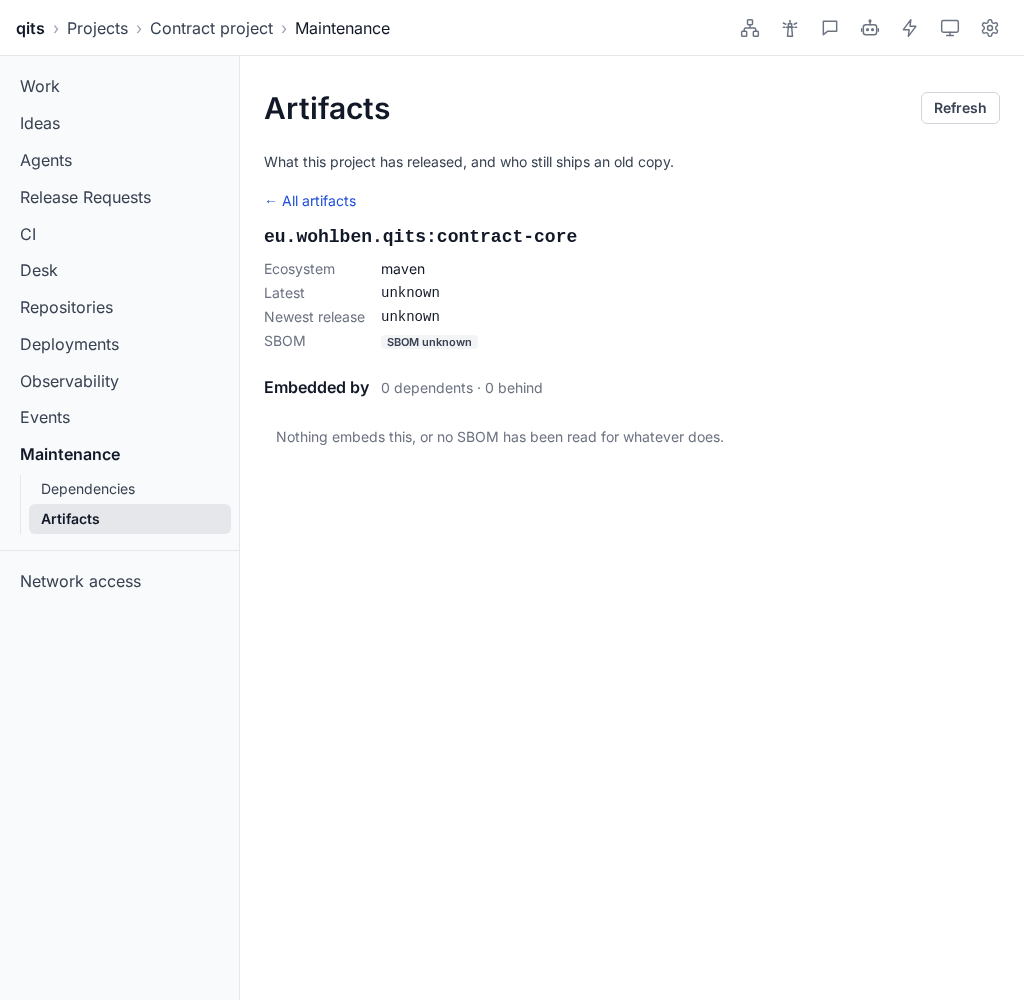 qits › Projects › Contract project › Maintenance
Work
Ideas
Agents
Release Requests
CI
Desk
Repositories
Deployments
Observability
Events
Maintenance
Dependencies
Artifacts
Network access
Artifacts
Refresh
What this project has released, and who still ships an old copy.
← All artifacts
eu.wohlben.qits:contract-core
Ecosystem maven
Latest unknown
Newest release unknown
SBOM SBOM unknown
Embedded by 0 dependents · 0 behind
Nothing embeds this, or no SBOM has been read for whatever does.